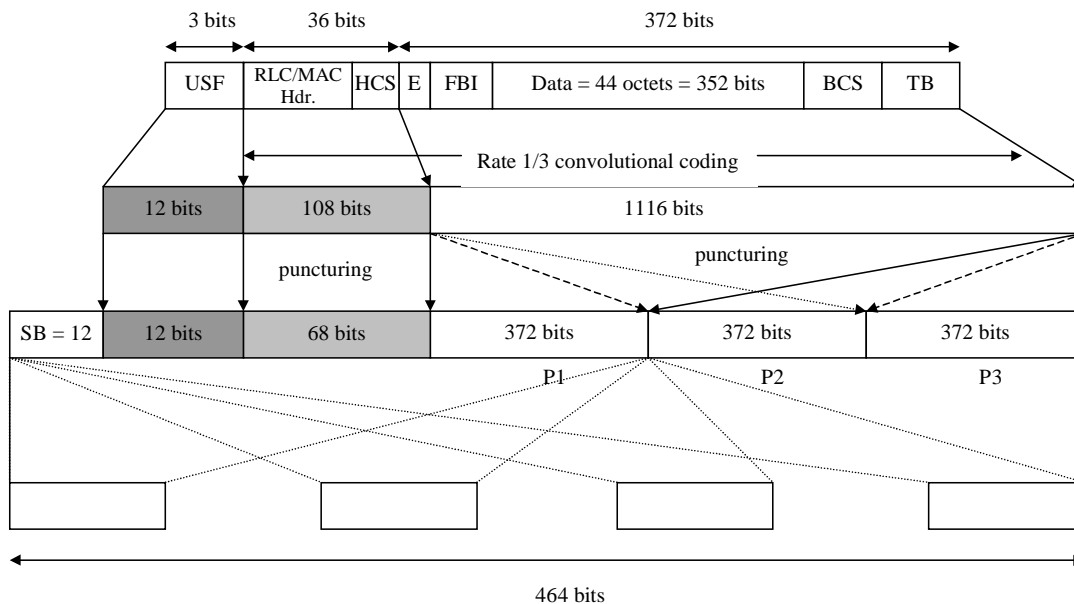 3 bits 36 bits 372 bits
USF RLC/MAC Hdr. HCS E FBI Data = 44 octets = 352 bits BCS TB
Rate 1/3 convolutional coding
12 bits 108 bits 1116 bits
puncturing puncturing
SB = 12 12 bits 68 bits 372 bits 372 bits 372 bits
P1 P2 P3
464 bits